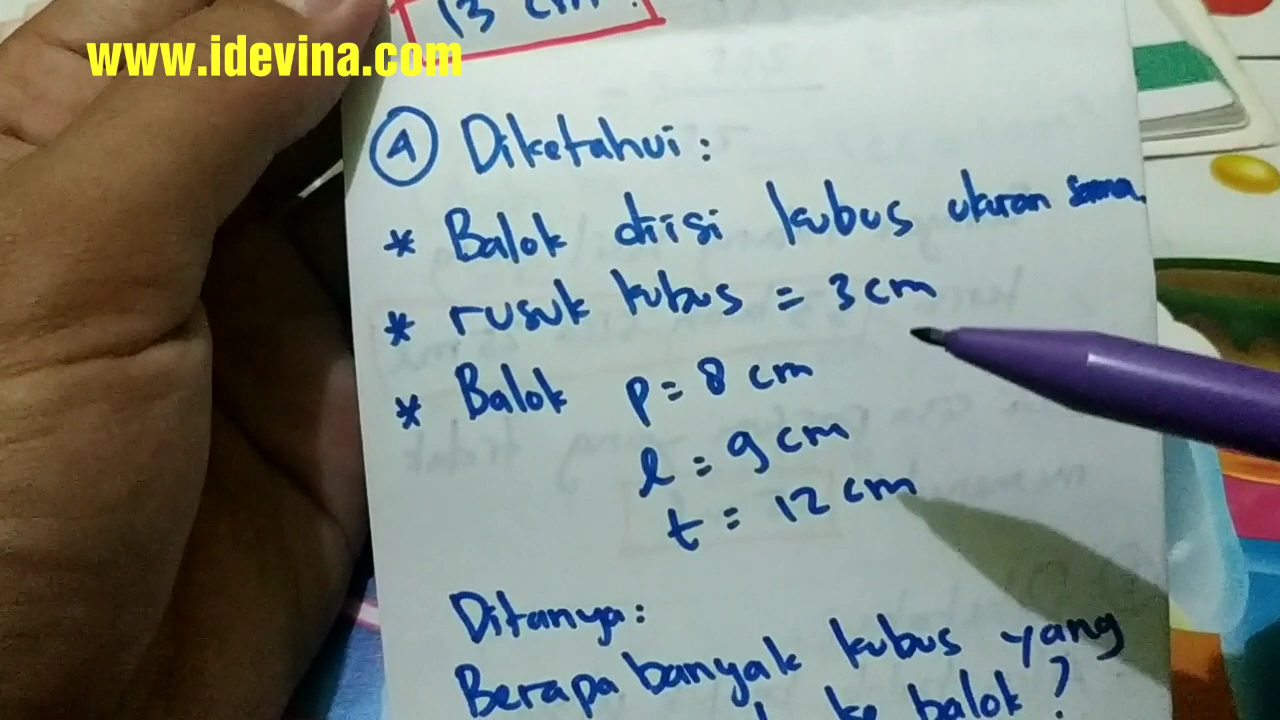 13 cm.
www.idevina.com
4 Diketahui:
* Balok diisi kubus ukuran sama.
* rusuk kubus = 3 cm
* Balok p = 8 cm
l = 9 cm
t = 12 cm
Ditanya:
Berapa banyak kubus yang
ke balok?